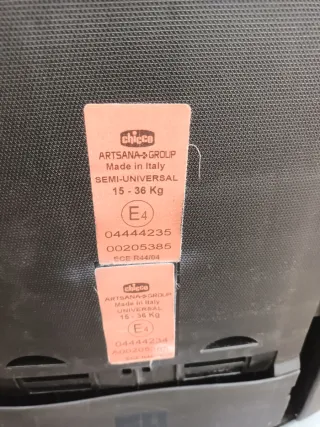 chicco
ARTSANA GROUP
Made in Italy
SEMI-UNIVERSAL
15 - 36 Kg
E4
04444235
00205385
ECE R44/04
chicco
ARTSANA GROUP
Made in Italy
UNIVERSAL
15 - 36 Kg
E4
04444234